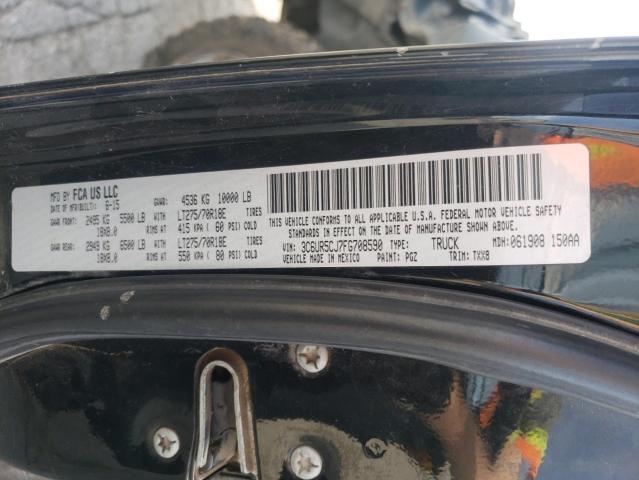 MFD BY FCA US LLC
DATE OF MFR(BUILT): 6-15 GVWR: 4536 KG 10000 LB
GAWR FRONT: 2495 KG 5500 LB WITH LT275/70R18E TIRES
18X8.0 RIMS AT 415 KPA ( 60 PSI) COLD
GAWR REAR: 2949 KG 6500 LB WITH LT275/70R18E TIRES
18X8.0 RIMS AT 550 KPA ( 80 PSI) COLD
THIS VEHICLE CONFORMS TO ALL APPLICABLE U.S.A. FEDERAL MOTOR VEHICLE SAFETY
STANDARDS IN EFFECT ON THE DATE OF MANUFACTURE SHOWN ABOVE.
VIN: 3C6UR5CJ7FG708590 TYPE: TRUCK MDH: 061908 150AA
VEHICLE MADE IN MEXICO PAINT: PGZ TRIM: TXX8